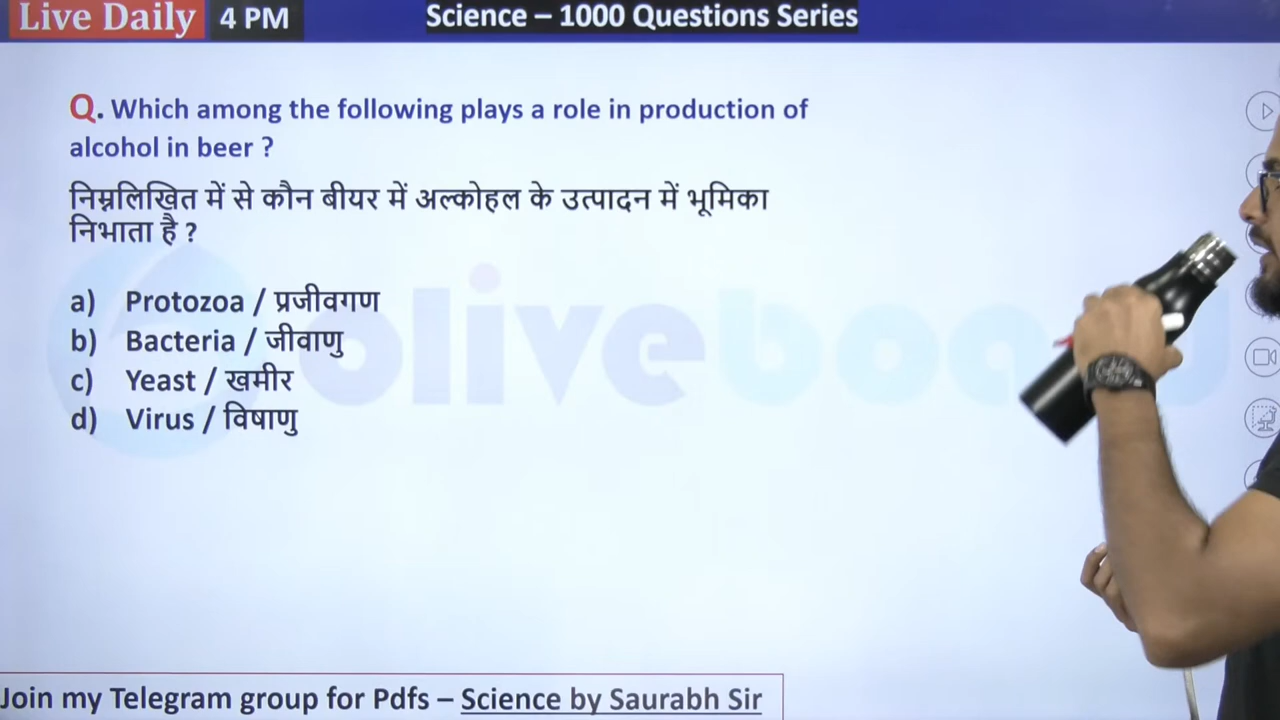 Live Daily 4 PM
Science – 1000 Questions Series
Q. Which among the following plays a role in production of
alcohol in beer ?
निम्नलिखित में से कौन बीयर में अल्कोहल के उत्पादन में भूमिका
निभाता है ?
a) Protozoa / प्रजीवगण
b) Bacteria / जीवाणु
c) Yeast / खमीर
d) Virus / विषाणु
oliveboard
Join my Telegram group for Pdfs – Science by Saurabh Sir